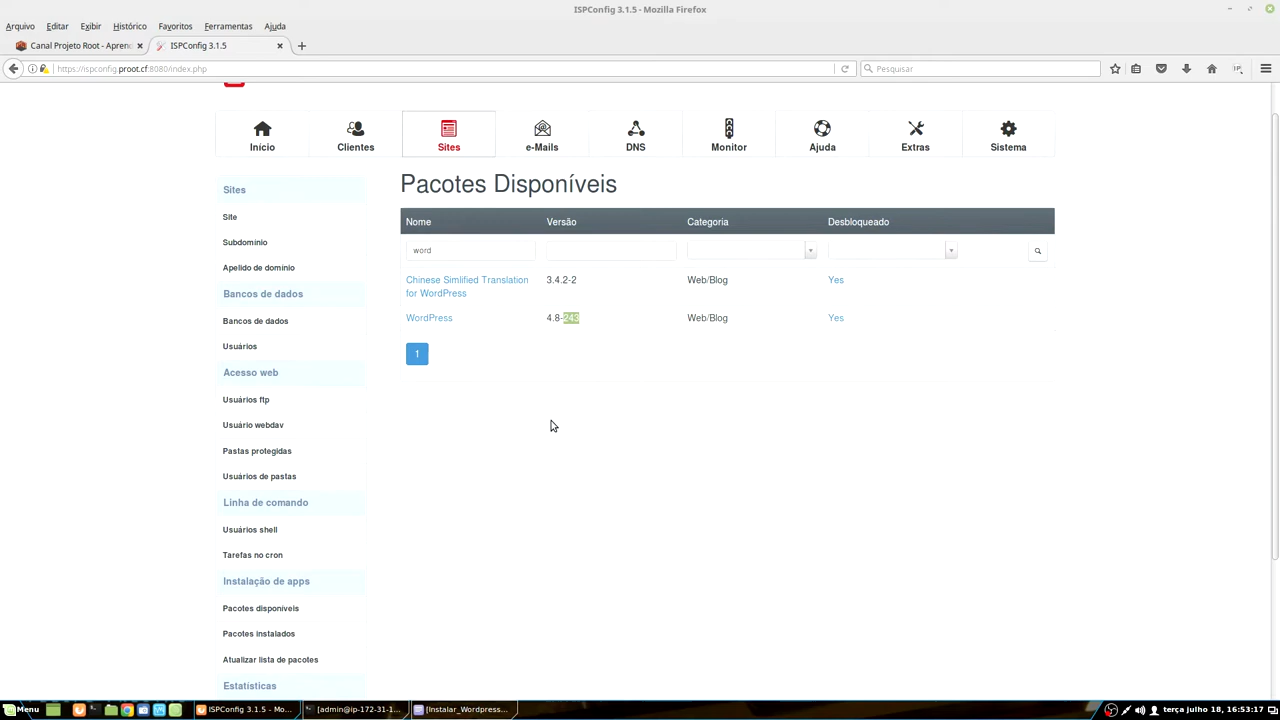 ISPConfig 3.1.5 - Mozilla Firefox
Arquivo Editar Exibir Histórico Favoritos Ferramentas Ajuda
Canal Projeto Root - Apren
ISPConfig 3.1.5
https://ispconfig.proot.cf:8080/index.php
Pesquisar
Início
Clientes
Sites
e-Mails
DNS
Monitor
Ajuda
Extras
Sistema
Sites
Site
Subdomínio
Apelido de domínio
Bancos de dados
Bancos de dados
Usuários
Acesso web
Usuários ftp
Usuário webdav
Pastas protegidas
Usuários de pastas
Linha de comando
Usuários shell
Tarefas no cron
Instalação de apps
Pacotes disponíveis
Pacotes instalados
Atualizar lista de pacotes
Estatísticas
Pacotes Disponíveis
Nome Versão Categoria Desbloqueado
word
Chinese Simlified Translation 3.4.2-2 Web/Blog Yes
for WordPress
WordPress 4.8-243 Web/Blog Yes
1
Menu
ISPConfig 3.1.5 - Mo...
[admin@ip-172-31-1...
[Instalar_Wordpress...
terça julho 18, 16:53:17